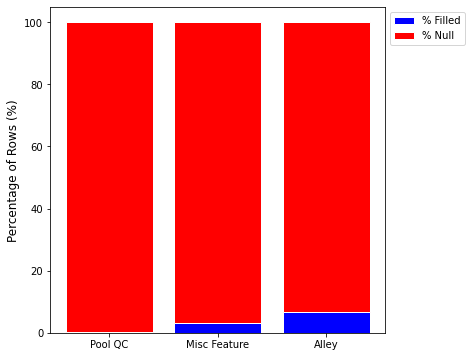 % Filled
% Null
Percentage of Rows (%)
100
80
60
40
20
0
Pool QC
Misc Feature
Alley